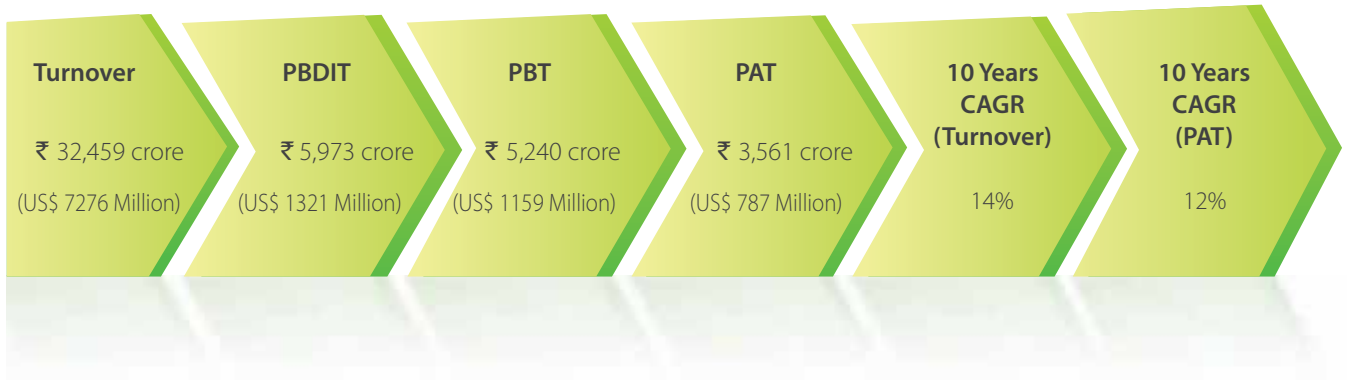 Turnover
₹ 32,459 crore
(US$ 7276 Million)
PBDIT
₹ 5,973 crore
(US$ 1321 Million)
PBT
₹ 5,240 crore
(US$ 1159 Million)
PAT
₹ 3,561 crore
(US$ 787 Million)
10 Years
CAGR
(Turnover)
14%
10 Years
CAGR
(PAT)
12%